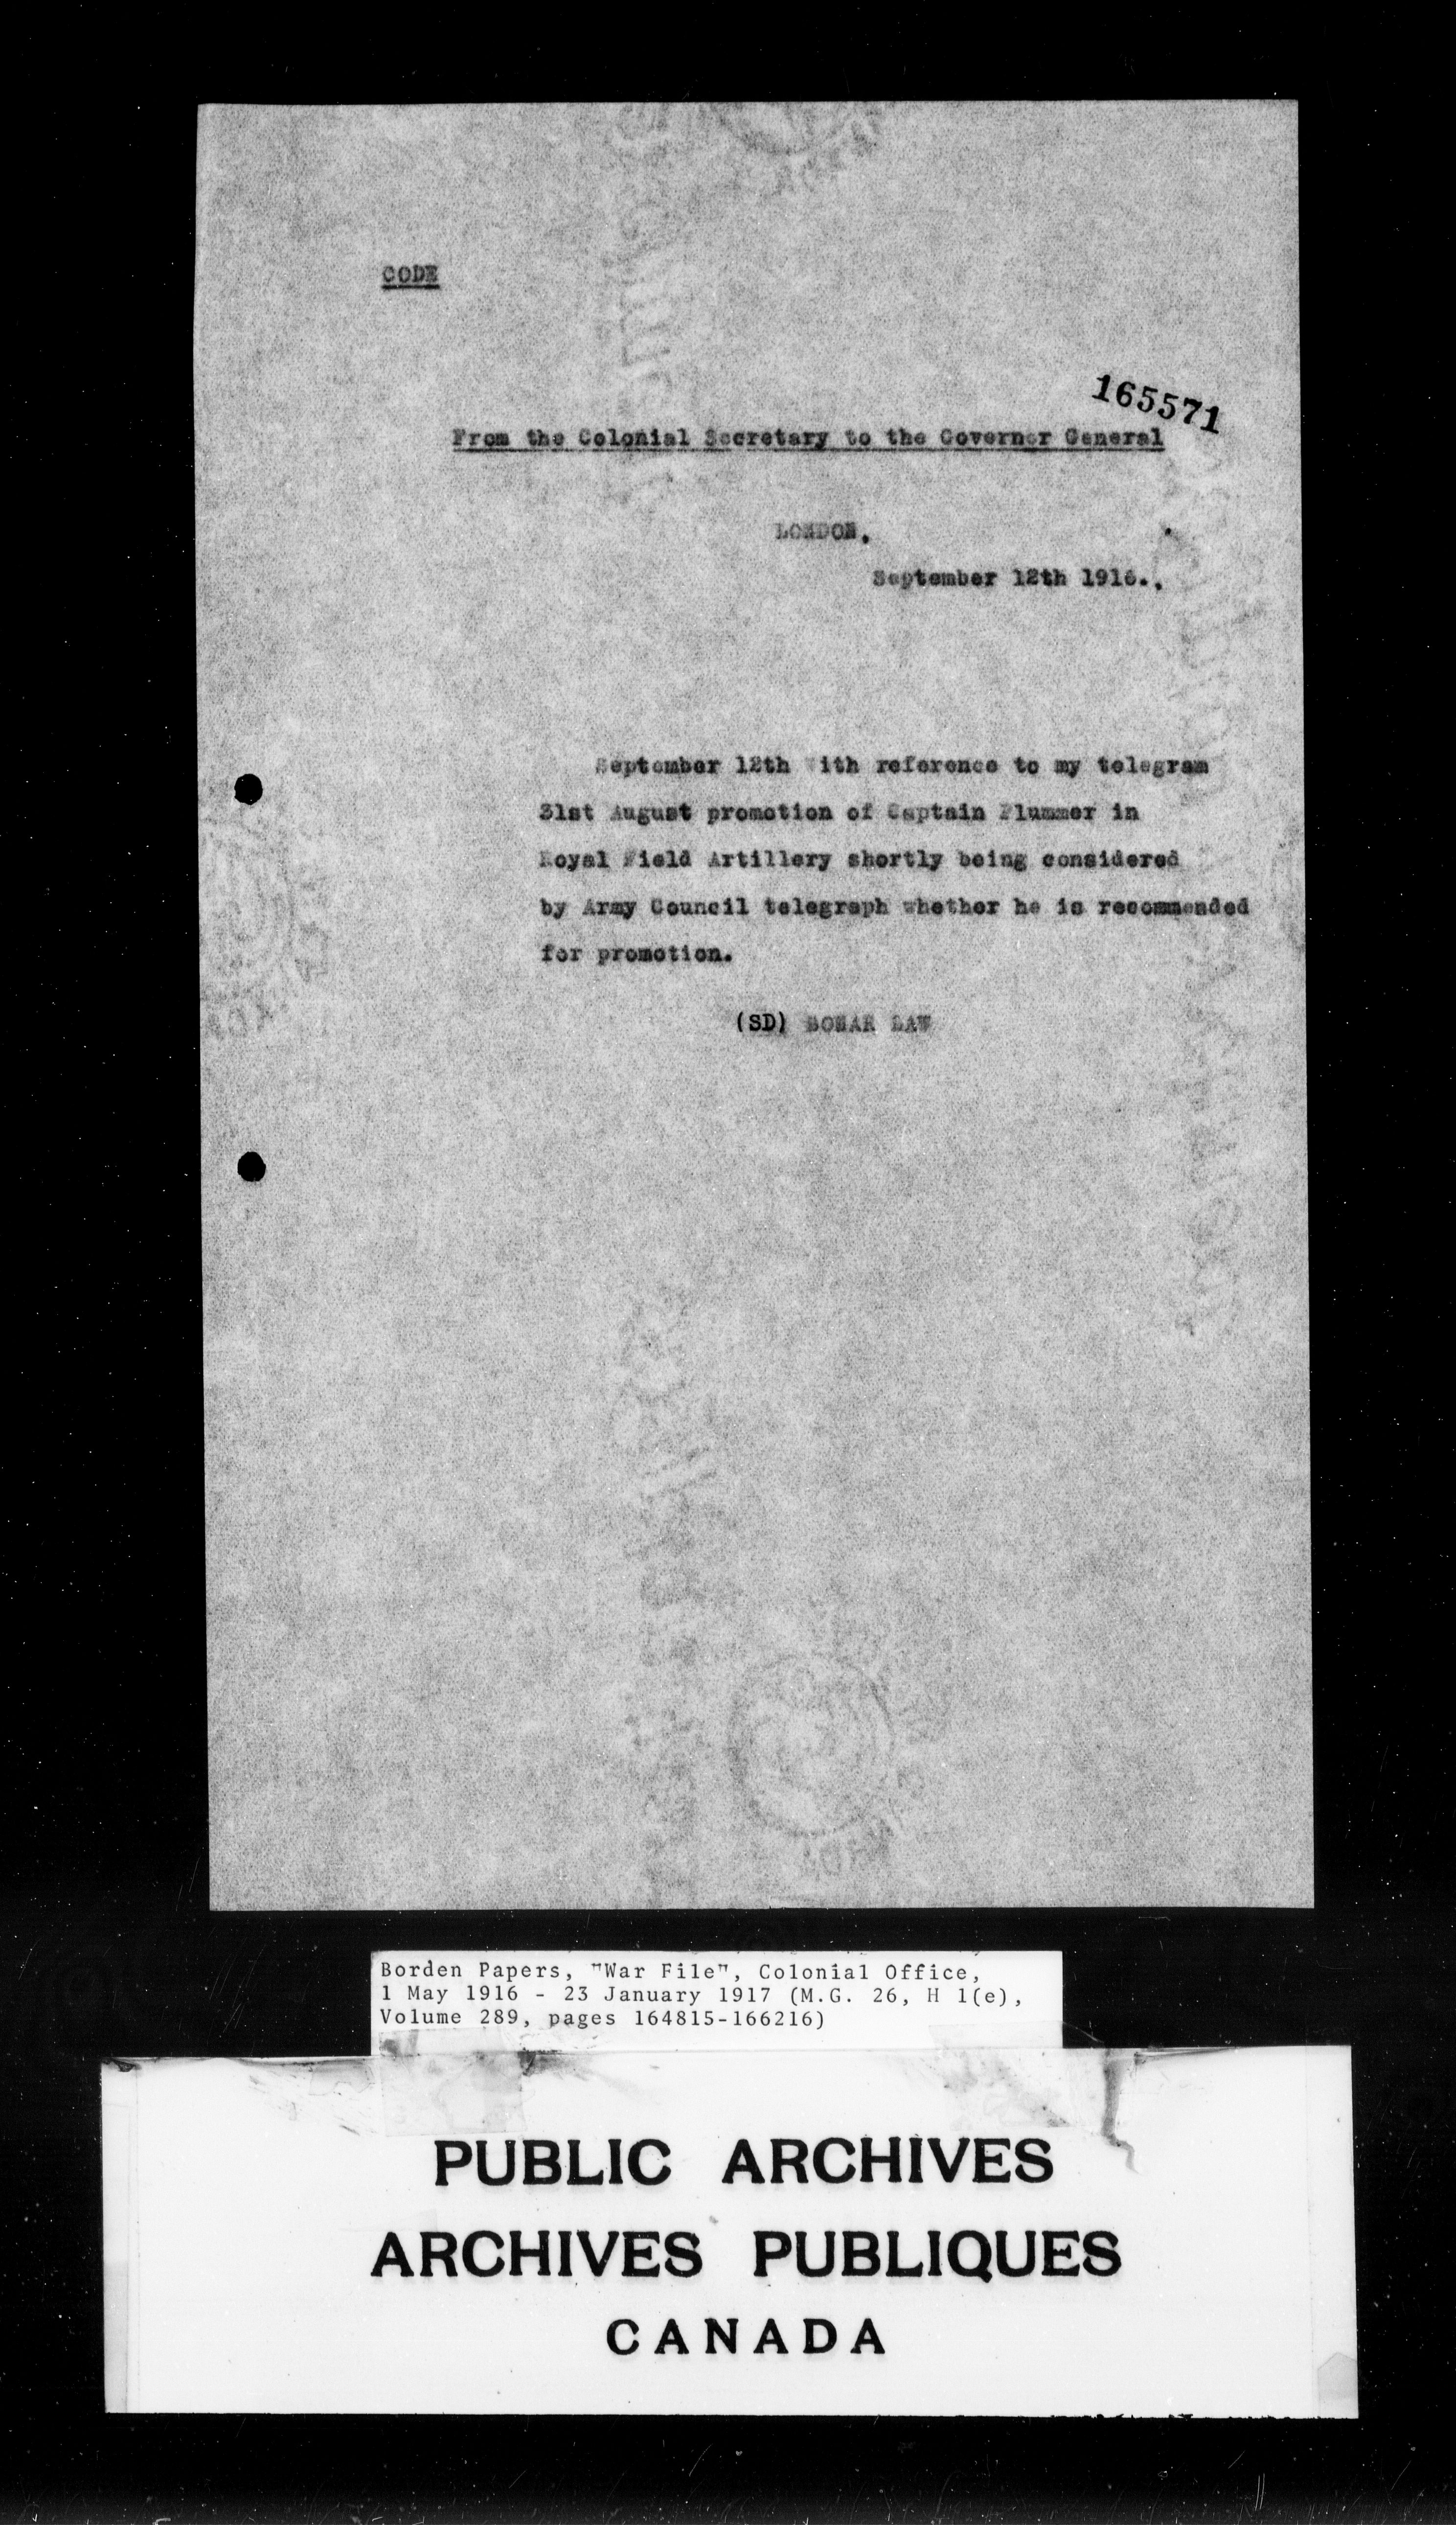 CODE
165571
From the Colonial Secretary to the Governor General
LONDON.
September 12th 1916..
September 12th With reference to my telegram
31st August promotion of Captain Plummer in
Royal Field Artillery shortly being considered
by Army Council telegraph whether he is recommended
for promotion.
(SD) BONAR LAW
Borden Papers, "War File", Colonial Office,
1 May 1916 - 23 January 1917 (M.G. 26, H 1(e),
Volume 289, pages 164815-166216)
PUBLIC ARCHIVES
ARCHIVES PUBLIQUES
CANADA